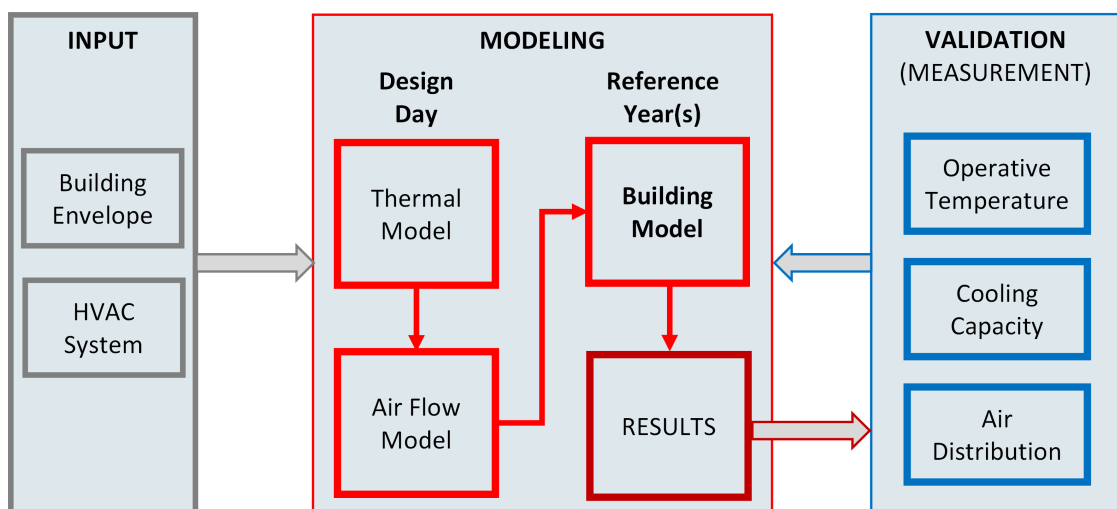 INPUT
Building
Envelope
HVAC
System
MODELING
Design
Day
Thermal
Model
Air Flow
Model
Reference
Year(s)
Building
Model
RESULTS
VALIDATION
(MEASUREMENT)
Operative
Temperature
Cooling
Capacity
Air
Distribution